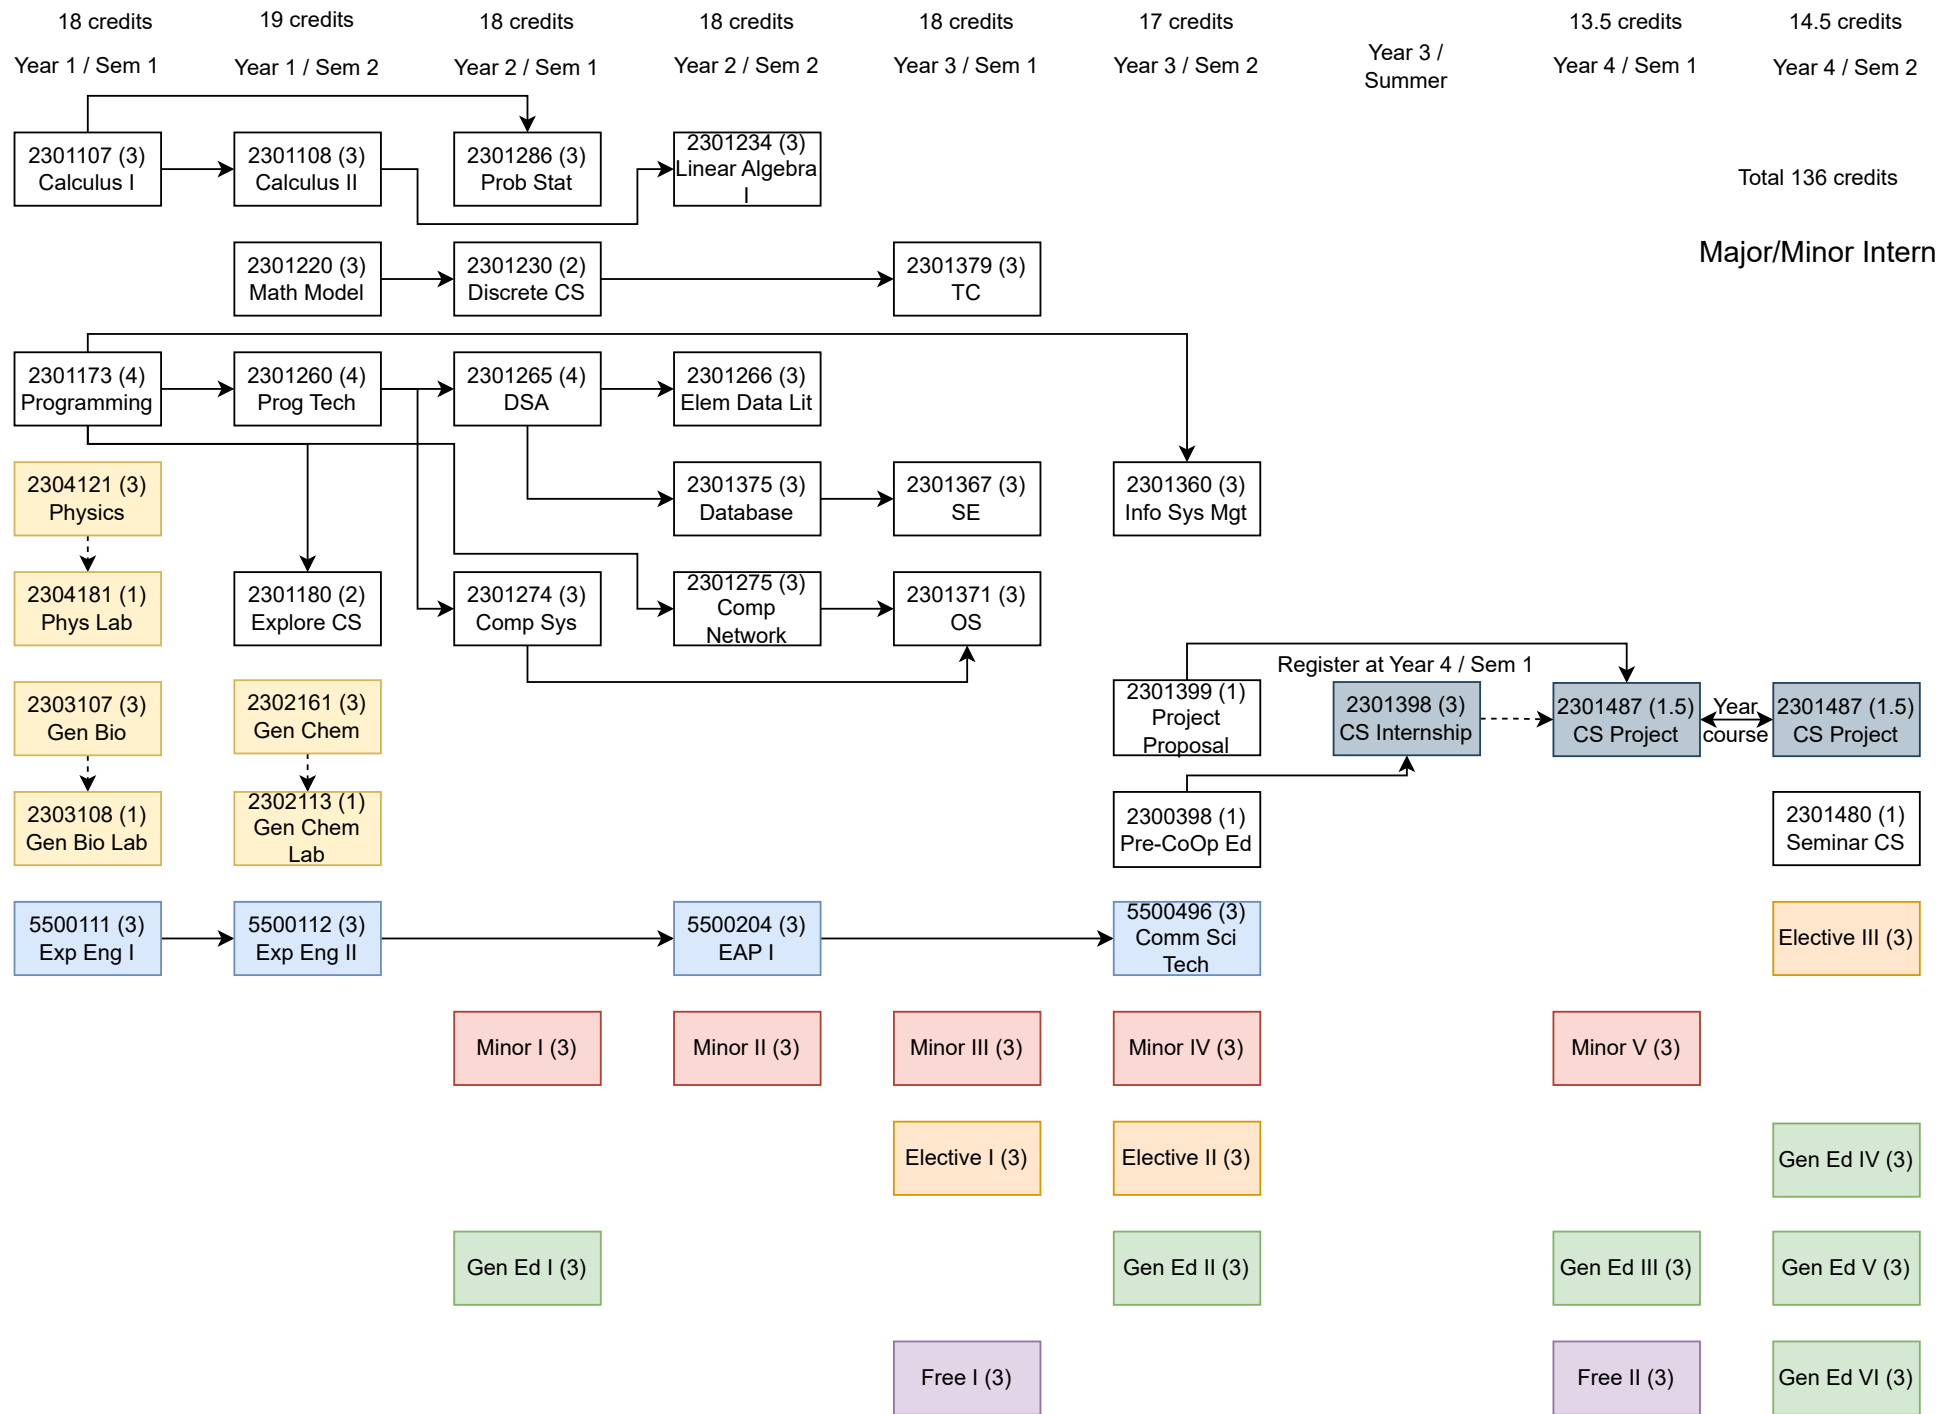 18 credits
19 credits
18 credits
18 credits
18 credits
17 credits
13.5 credits
14.5 credits
Year 1 / Sem 1
Year 1 / Sem 2
Year 2 / Sem 1
Year 2 / Sem 2
Year 3 / Sem 1
Year 3 / Sem 2
Year 3 /
Summer
Year 4 / Sem 1
Year 4 / Sem 2
2301107 (3)
Calculus I
2301108 (3)
Calculus II
2301286 (3)
Prob Stat
2301234 (3)
Linear Algebra
I
Total 136 credits
Major/Minor Intern
2301220 (3)
Math Model
2301230 (2)
Discrete CS
2301379 (3)
TC
2301173 (4)
Programming
2301260 (4)
Prog Tech
2301265 (4)
DSA
2301266 (3)
Elem Data Lit
2304121 (3)
Physics
2301375 (3)
Database
2301367 (3)
SE
2301360 (3)
Info Sys Mgt
2304181 (1)
Phys Lab
2301180 (2)
Explore CS
2301274 (3)
Comp Sys
2301275 (3)
Comp
Network
2301371 (3)
OS
Register at Year 4 / Sem 1
2303107 (3)
Gen Bio
2302161 (3)
Gen Chem
2301399 (1)
Project
Proposal
2301398 (3)
CS Internship
2301487 (1.5)
CS Project
Year
course
2301487 (1.5)
CS Project
2303108 (1)
Gen Bio Lab
2302113 (1)
Gen Chem
Lab
2300398 (1)
Pre-CoOp Ed
2301480 (1)
Seminar CS
5500111 (3)
Exp Eng I
5500112 (3)
Exp Eng II
5500204 (3)
EAP I
5500496 (3)
Comm Sci
Tech
Elective III (3)
Minor I (3)
Minor II (3)
Minor III (3)
Minor IV (3)
Minor V (3)
Elective I (3)
Elective II (3)
Gen Ed IV (3)
Gen Ed I (3)
Gen Ed II (3)
Gen Ed III (3)
Gen Ed V (3)
Free I (3)
Free II (3)
Gen Ed VI (3)